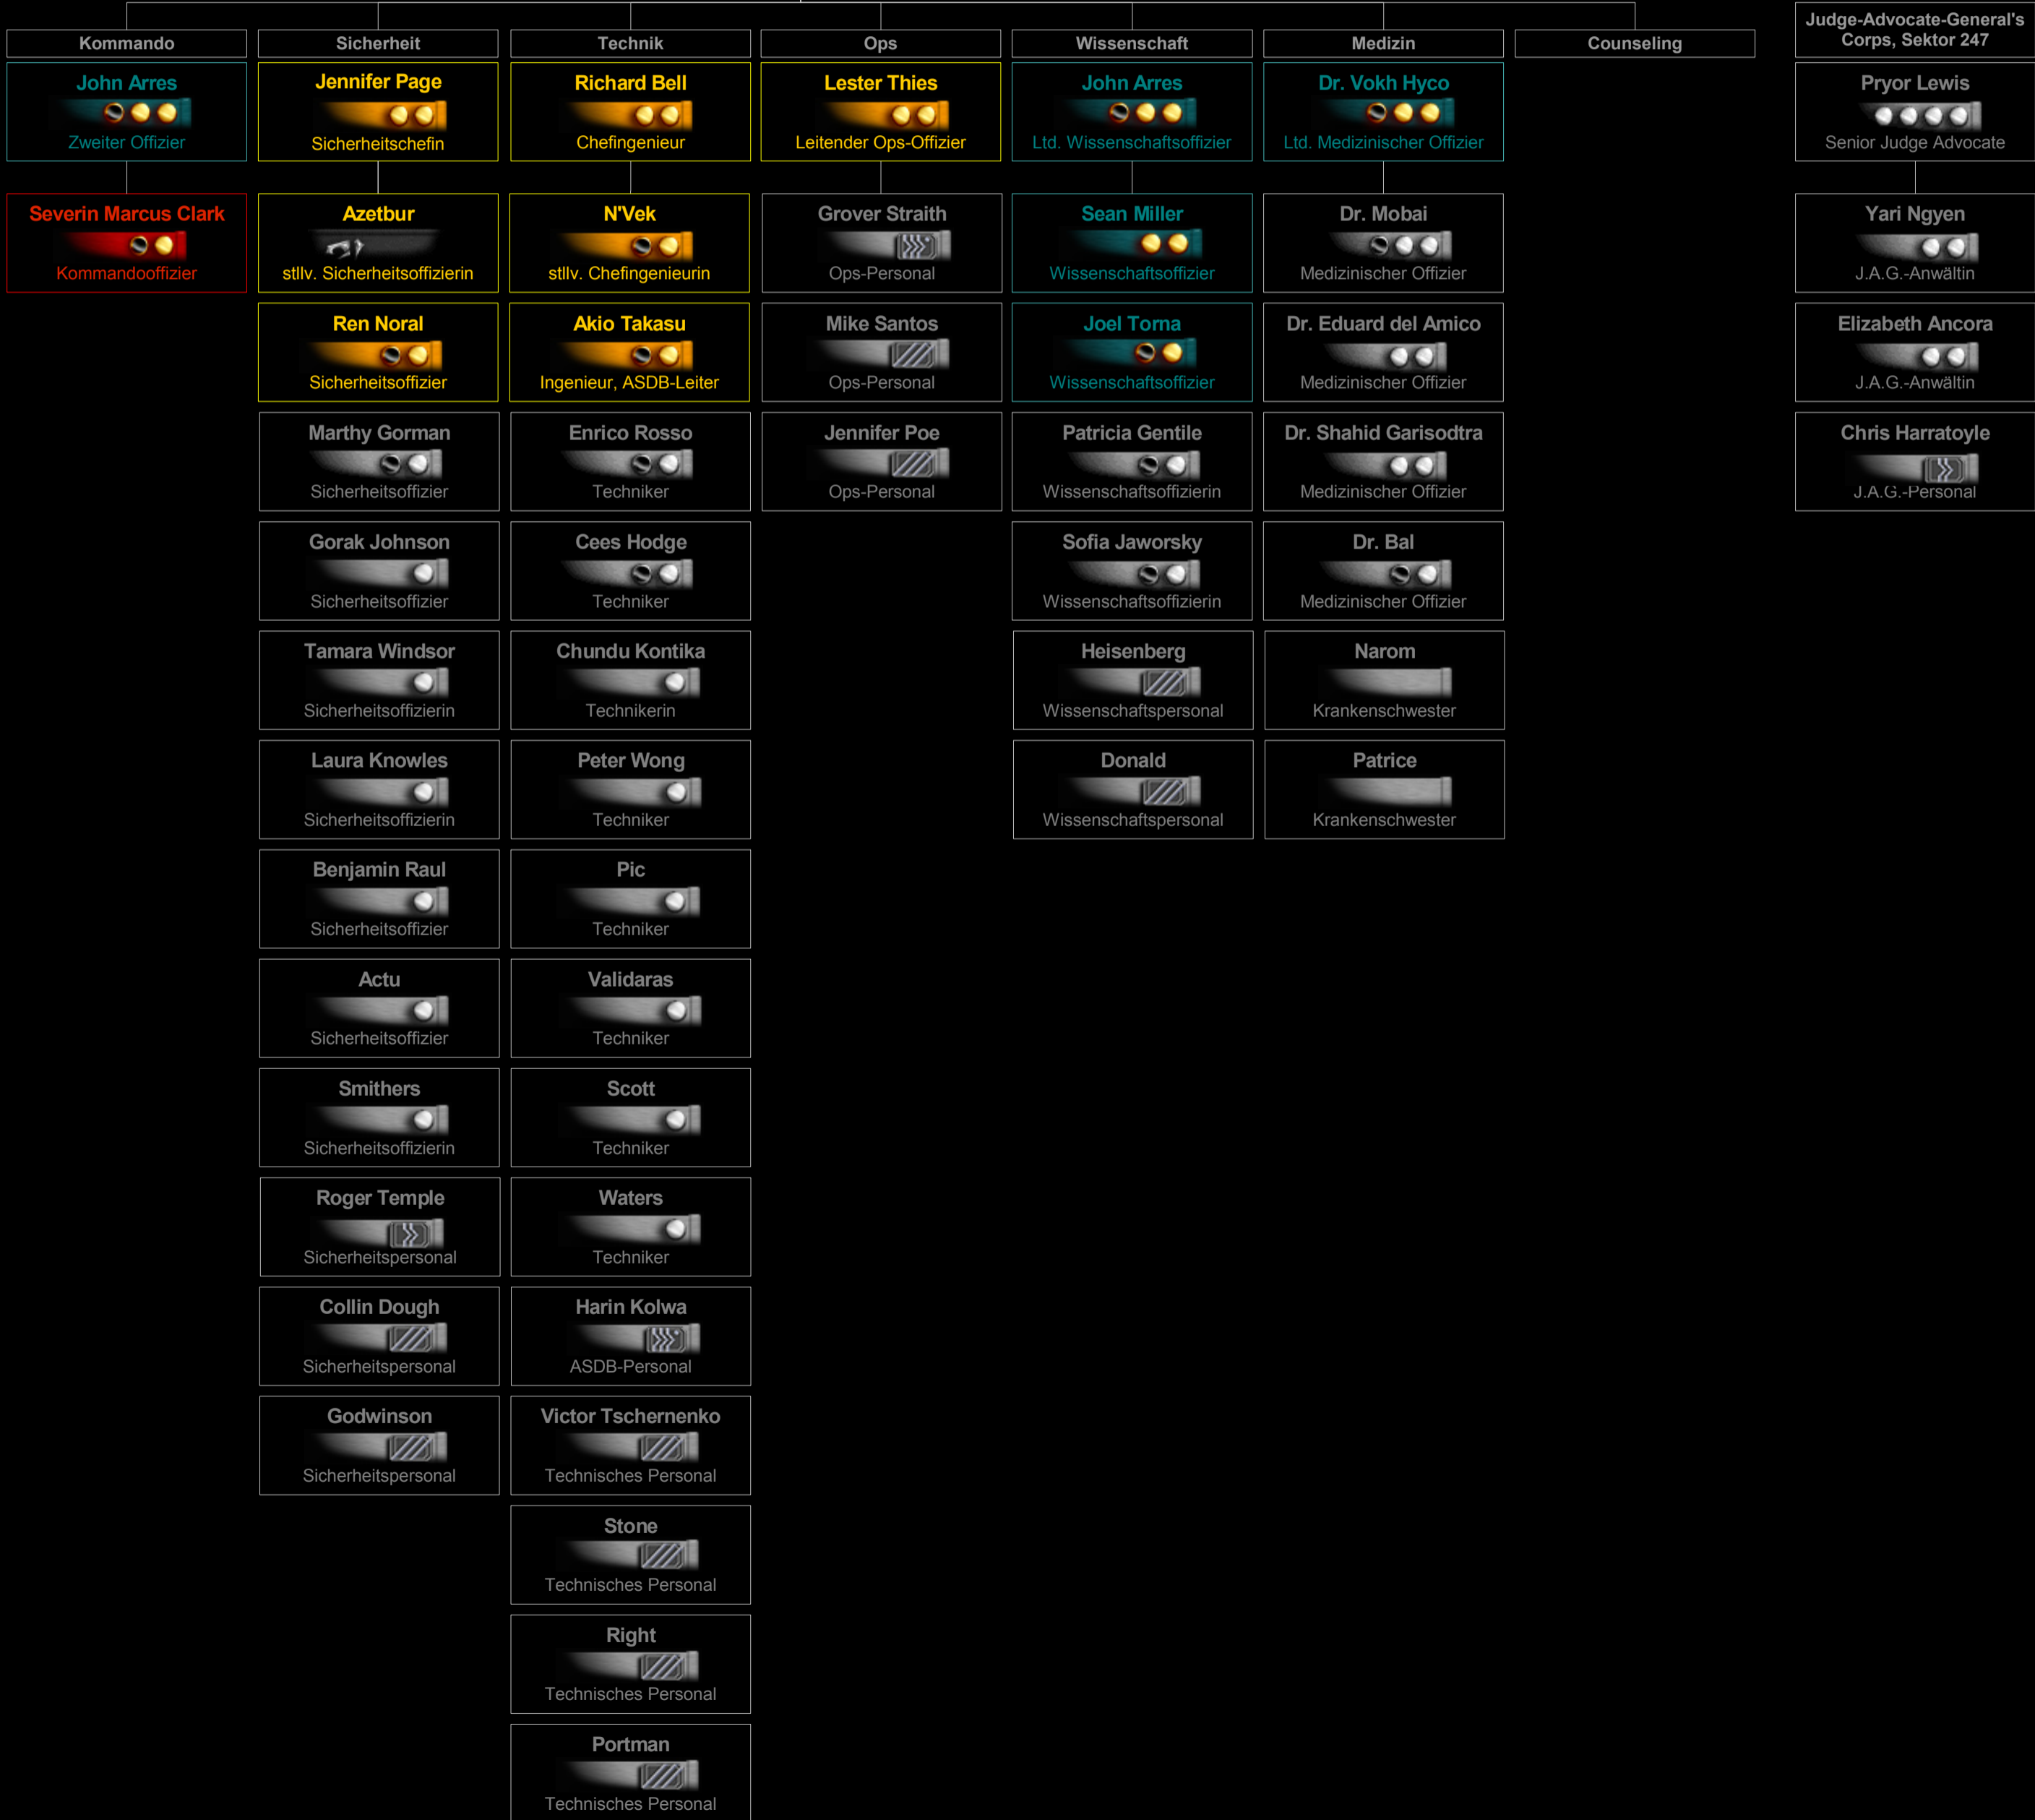 Kommando
John Arres
Zweiter Offizier
Severin Marcus Clark
Kommandooffizier
Sicherheit
Jennifer Page
Sicherheitschefin
Azetbur
stllv. Sicherheitsoffizierin
Ren Noral
Sicherheitsoffizier
Marthy Gorman
Sicherheitsoffizier
Gorak Johnson
Sicherheitsoffizier
Tamara Windsor
Sicherheitsoffizierin
Laura Knowles
Sicherheitsoffizierin
Benjamin Raul
Sicherheitsoffizier
Actu
Sicherheitsoffizier
Smithers
Sicherheitsoffizierin
Roger Temple
Sicherheitspersonal
Collin Dough
Sicherheitspersonal
Godwinson
Sicherheitspersonal
Technik
Richard Bell
Chefingenieur
N'Vek
stllv. Chefingenieurin
Akio Takasu
Ingenieur, ASDB-Leiter
Enrico Rosso
Techniker
Cees Hodge
Techniker
Chundu Kontika
Technikerin
Peter Wong
Techniker
Pic
Techniker
Validaras
Techniker
Scott
Techniker
Waters
Techniker
Harin Kolwa
ASDB-Personal
Victor Tschernenko
Technisches Personal
Stone
Technisches Personal
Right
Technisches Personal
Portman
Technisches Personal
Ops
Lester Thies
Leitender Ops-Offizier
Grover Straith
Ops-Personal
Mike Santos
Ops-Personal
Jennifer Poe
Ops-Personal
Wissenschaft
John Arres
Ltd. Wissenschaftsoffizier
Sean Miller
Wissenschaftsoffizier
Joel Torna
Wissenschaftsoffizier
Patricia Gentile
Wissenschaftsoffizierin
Sofia Jaworsky
Wissenschaftsoffizierin
Heisenberg
Wissenschaftspersonal
Donald
Wissenschaftspersonal
Medizin
Dr. Vokh Hyco
Ltd. Medizinischer Offizier
Dr. Mobai
Medizinischer Offizier
Dr. Eduard del Amico
Medizinischer Offizier
Dr. Shahid Garisodtra
Medizinischer Offizier
Dr. Bal
Medizinischer Offizier
Narom
Krankenschwester
Patrice
Krankenschwester
Counseling
Judge-Advocate-General's
Corps, Sektor 247
Pryor Lewis
Senior Judge Advocate
Yari Ngyen
J.A.G.-Anwältin
Elizabeth Ancora
J.A.G.-Anwältin
Chris Harratoyle
J.A.G.-Personal